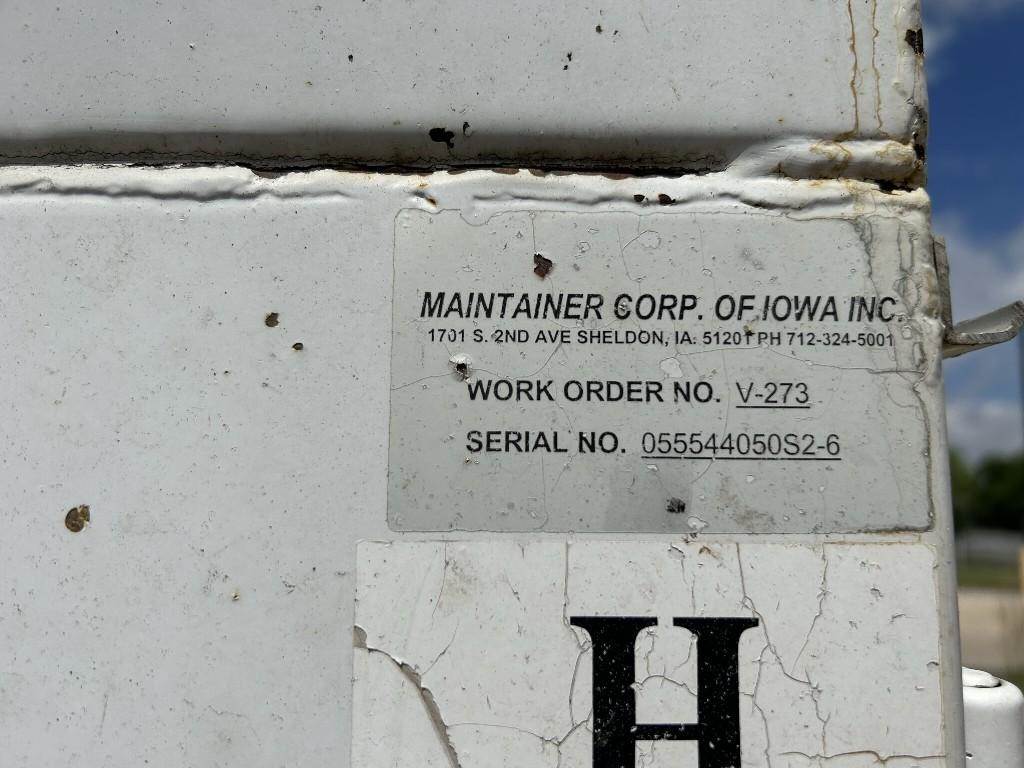 MAINTAINER CORP. OF IOWA INC.
1701 S. 2ND AVE SHELDON, IA. 51201 PH 712-324-5001
WORK ORDER NO. V-273
SERIAL NO. 055544050S2-6
H